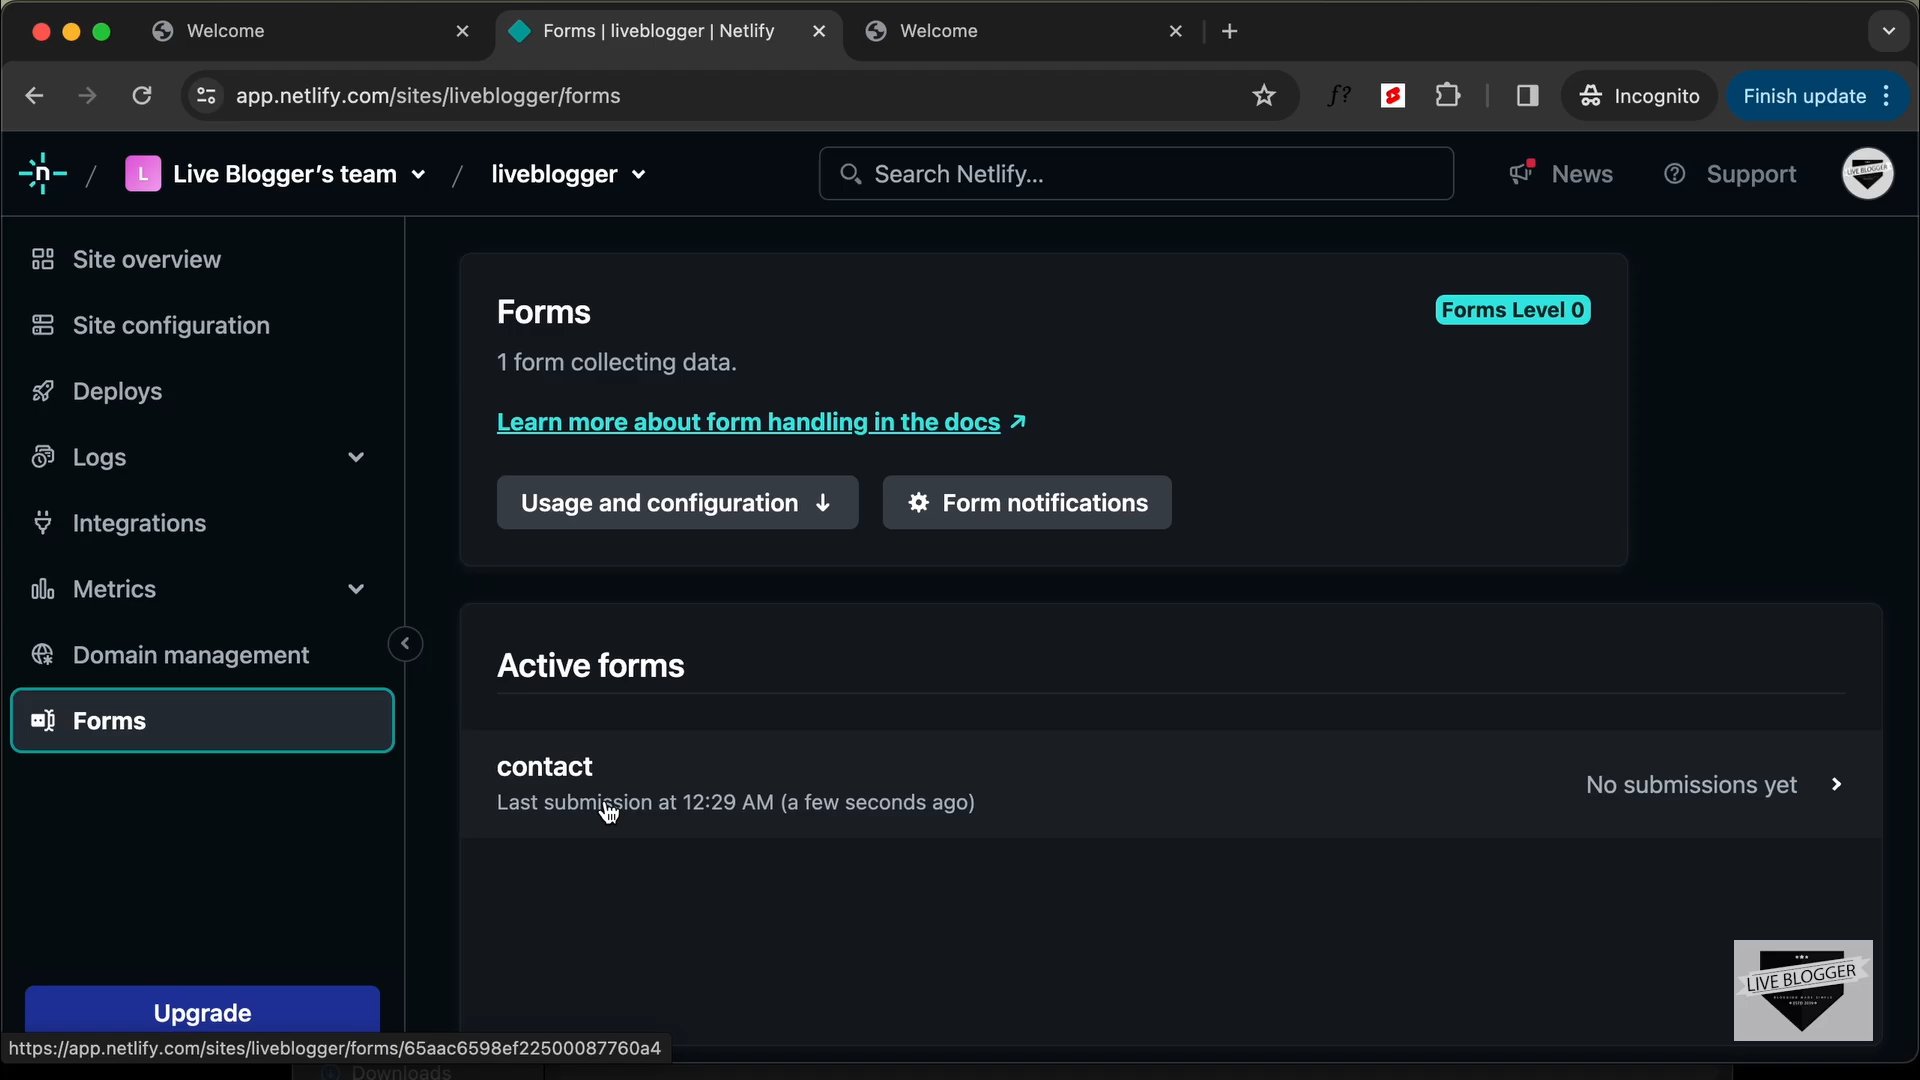 Welcome
Forms | liveblogger | Netlify
Welcome
app.netlify.com/sites/liveblogger/forms
f?
Incognito
Finish update
n
/
L
Live Blogger's team
/
liveblogger
Search Netlify...
News
Support
LIVE BLOGGER
Site overview
Site configuration
Deploys
Logs
Integrations
Metrics
Domain management
Forms
Upgrade
Forms
Forms Level 0
1 form collecting data.
Learn more about form handling in the docs
Usage and configuration
Form notifications
Active forms
contact
Last submission at 12:29 AM (a few seconds ago)
No submissions yet
LIVE BLOGGER
https://app.netlify.com/sites/liveblogger/forms/65aac6598ef22500087760a4
Downloads